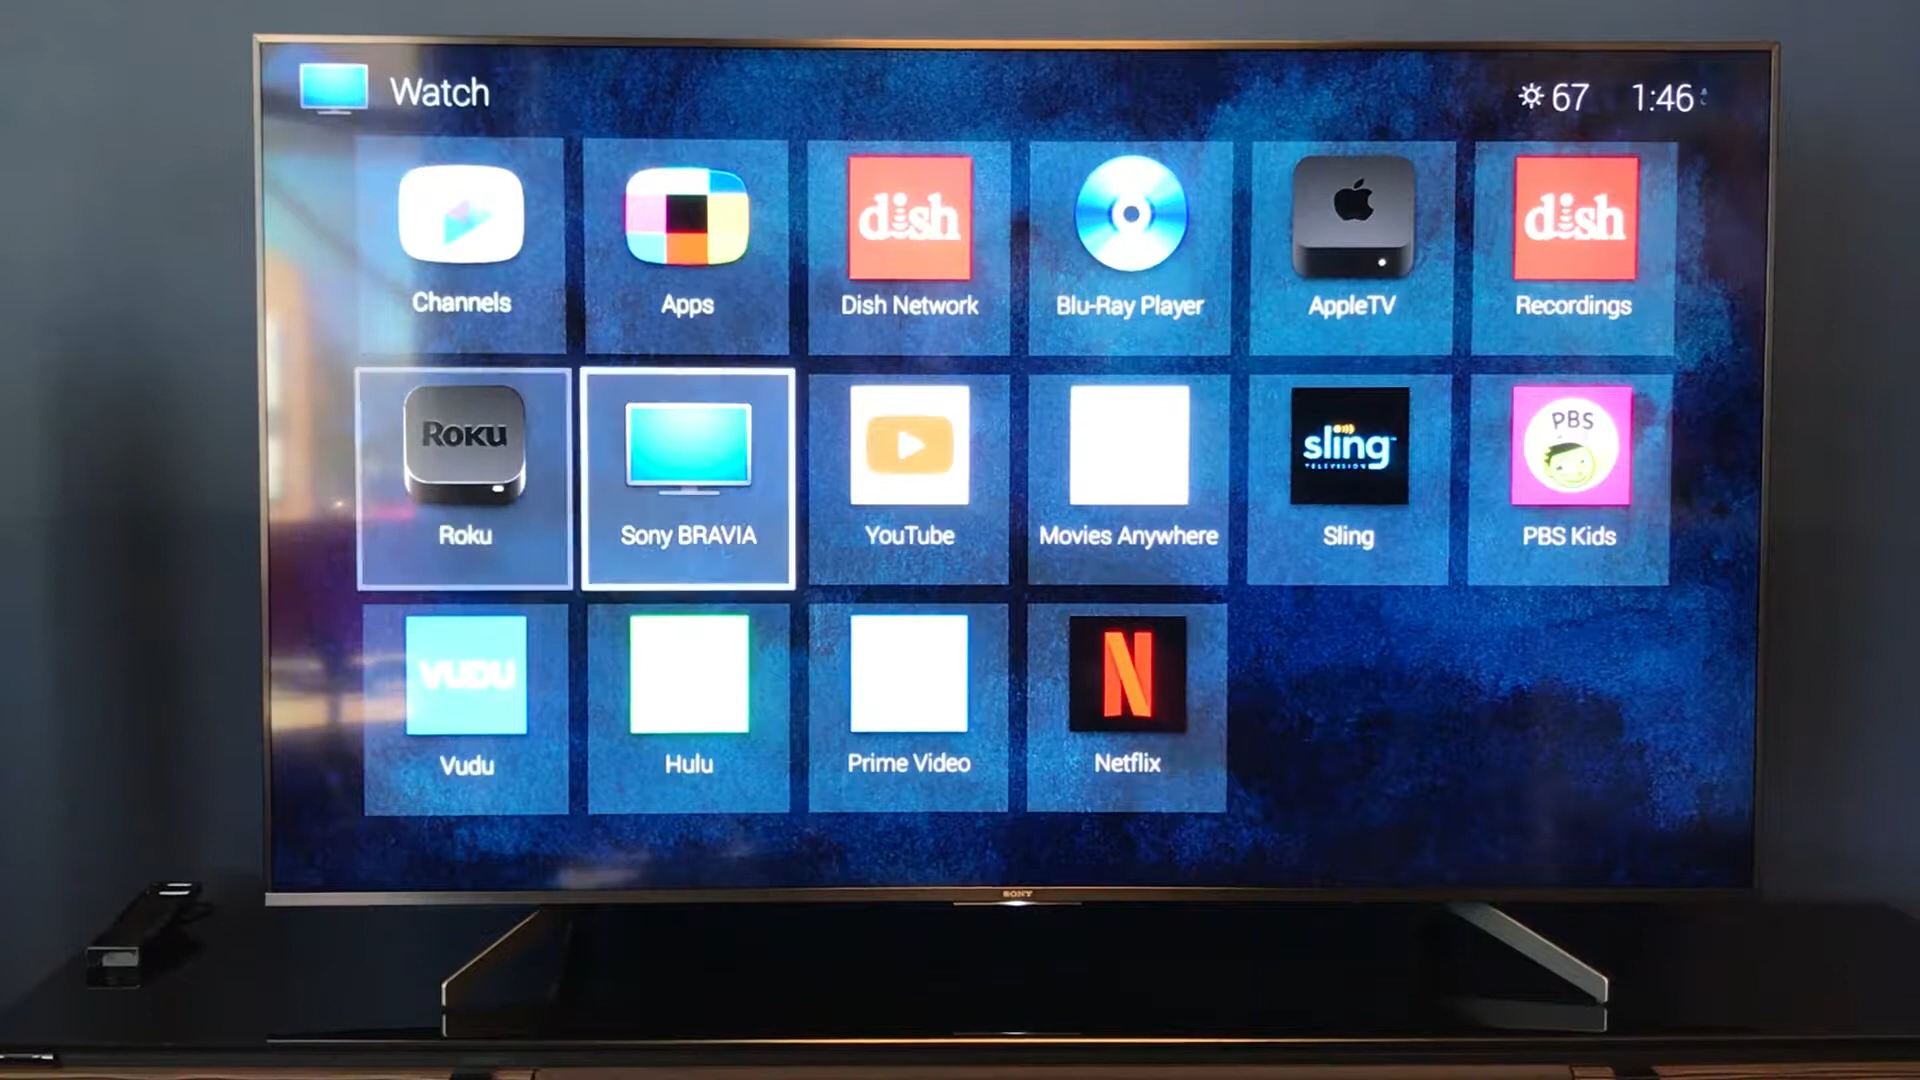 Watch
67 1:46
dish
dish
Channels Apps Dish Network Blu-Ray Player AppleTV Recordings
ROKU
sling
TELEVISION
PBS
Roku Sony BRAVIA YouTube Movies Anywhere Sling PBS Kids
VUDU
N
Vudu Hulu Prime Video Netflix
SONY